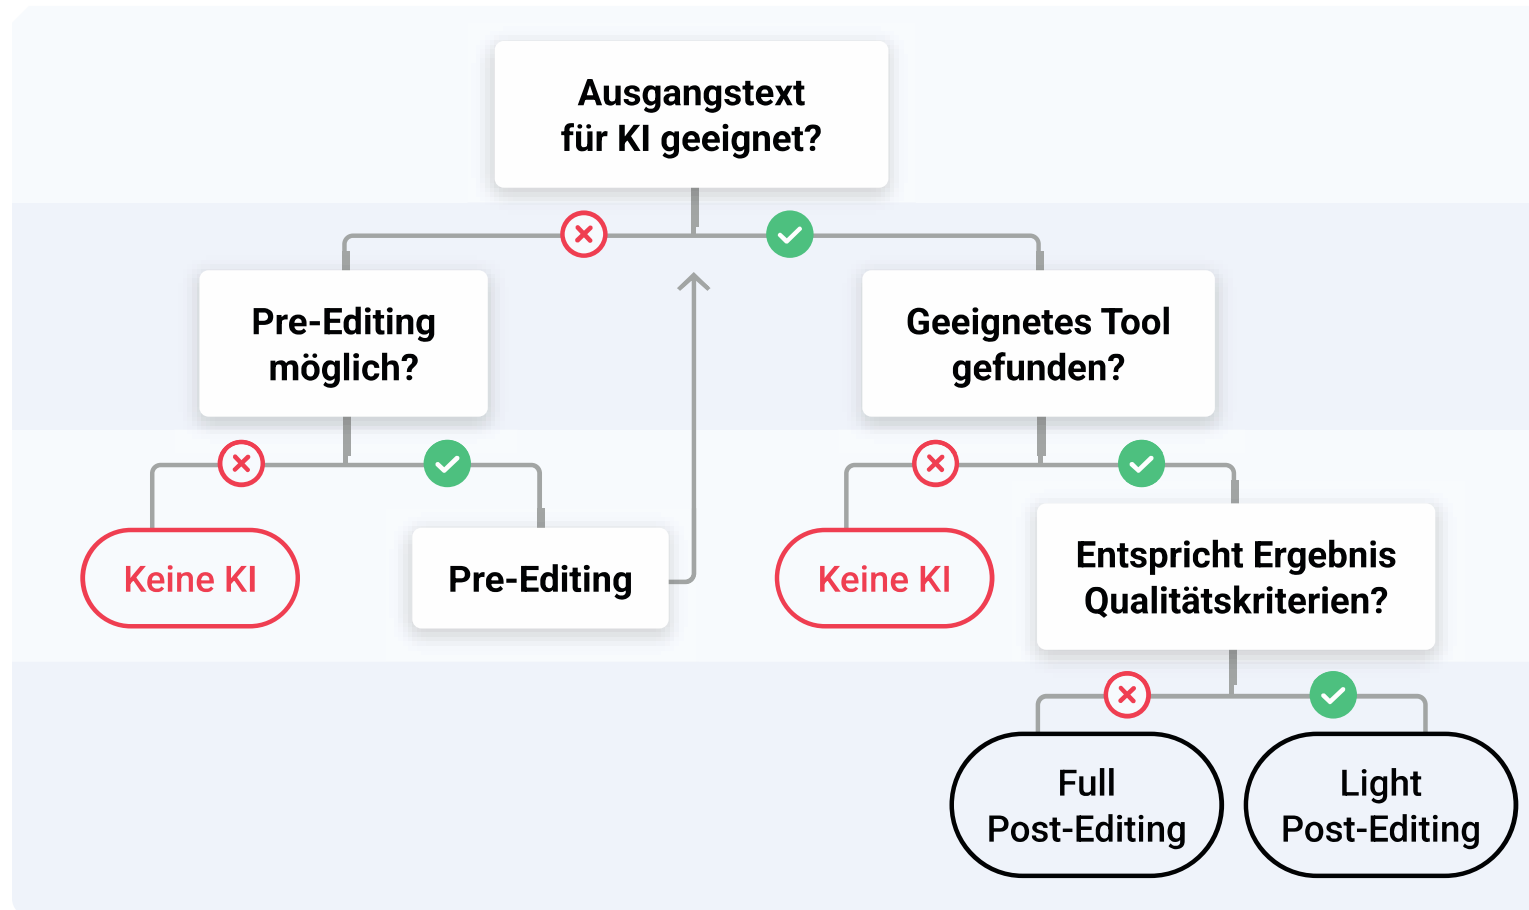 Ausgangstext
für KI geeignet?
Pre-Editing
möglich?
Geeignetes Tool
gefunden?
Keine KI
Pre-Editing
Keine KI
Entspricht Ergebnis
Qualitätskriterien?
Full
Post-Editing
Light
Post-Editing